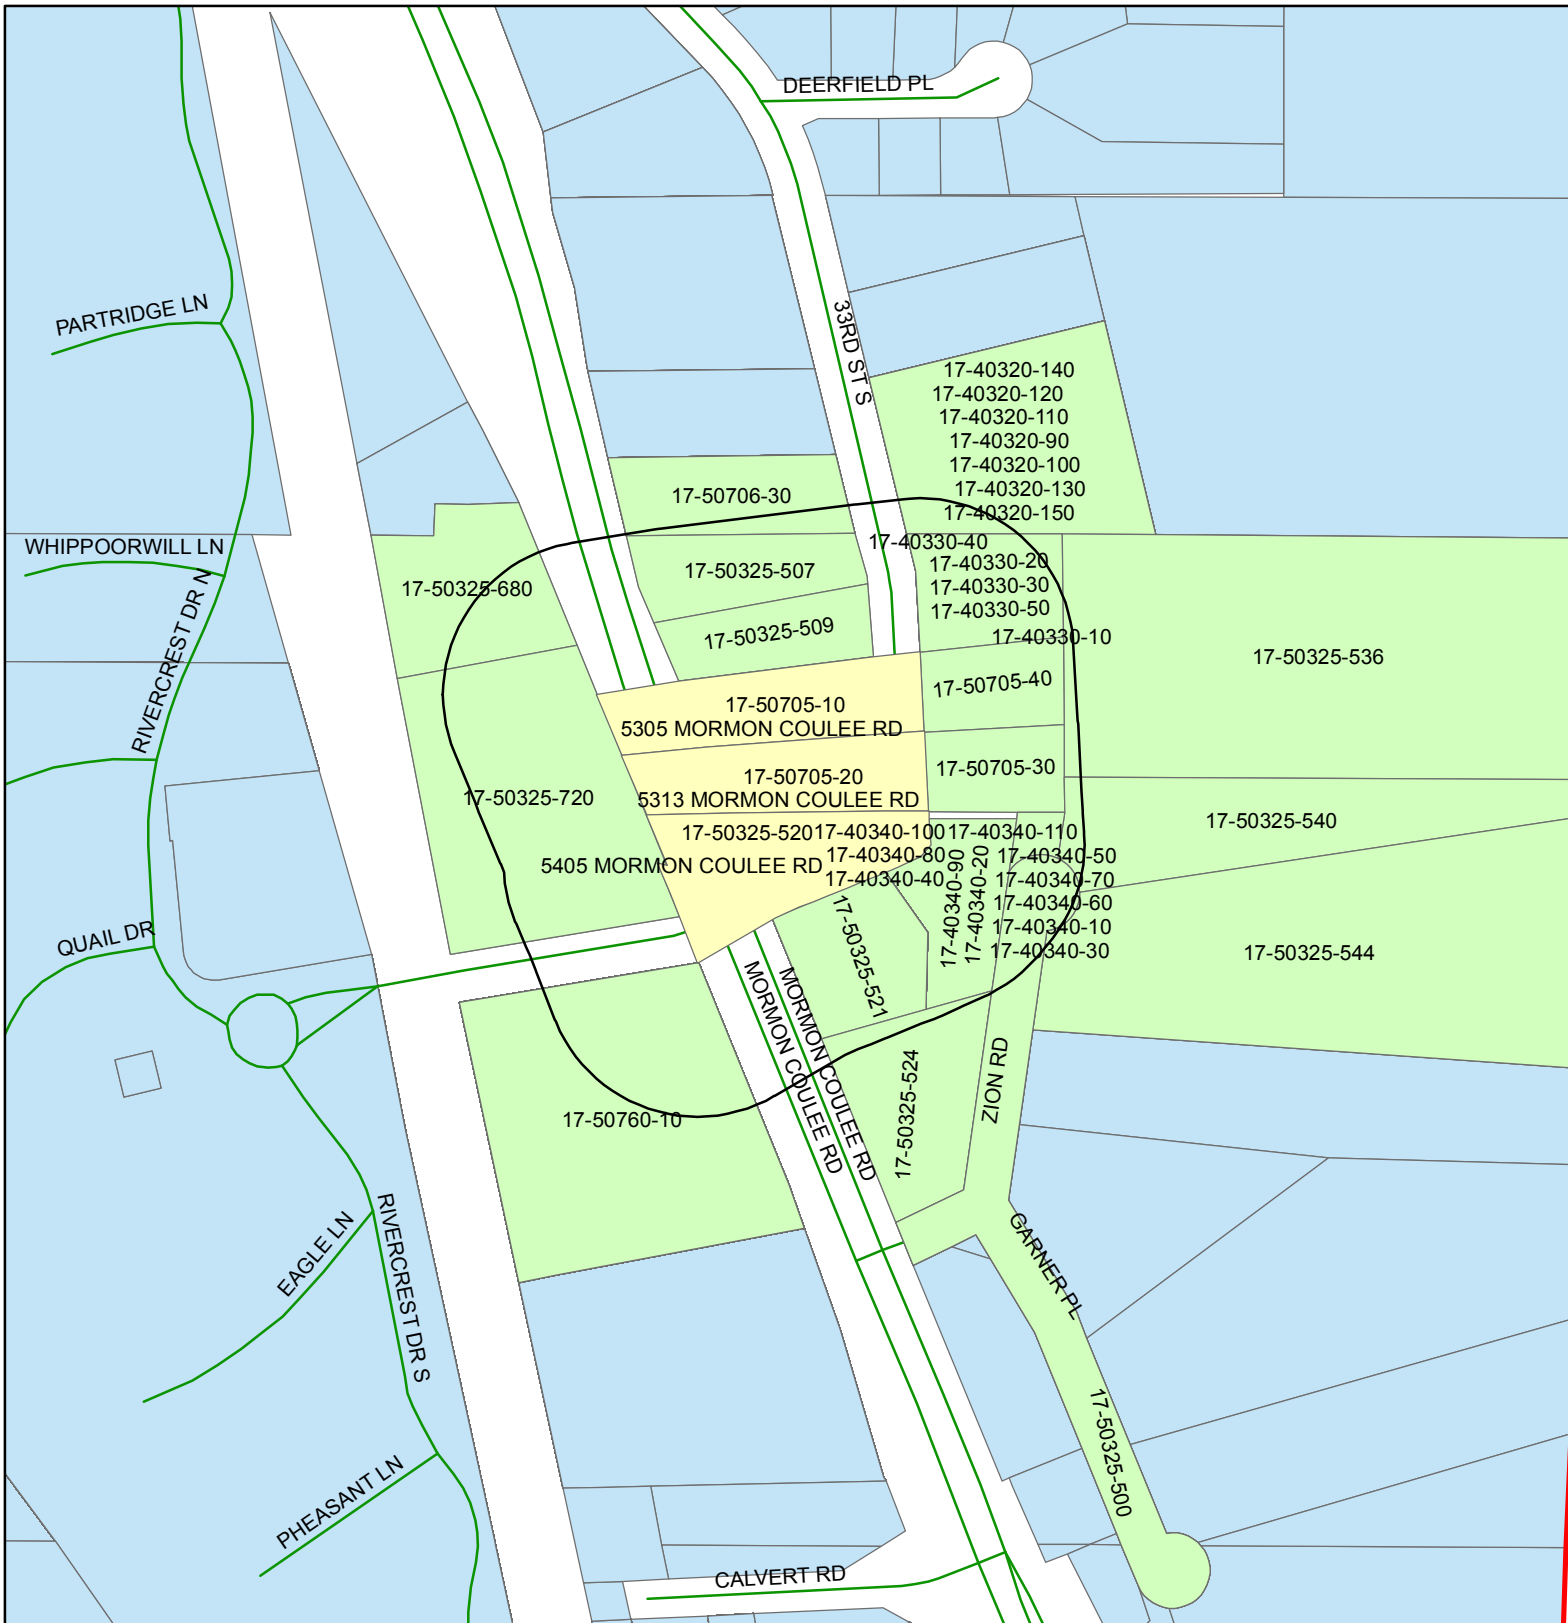 DEERFIELD PL
PARTRIDGE LN
33RD ST S
17-40320-140
17-40320-120
17-40320-110
17-40320-90
17-40320-100
17-40320-130
17-40320-150
17-50706-30
WHIPPOORWILL LN
17-40330-40
17-40330-20
17-40330-30
17-40330-50
17-40330-10
17-50325-507
17-50325-680
17-50325-509
RIVERCREST DR N
17-50325-536
17-50705-40
17-50705-10
5305 MORMON COULEE RD
17-50705-30
17-50705-20
5313 MORMON COULEE RD
17-50325-720
17-50325-540
17-50325-520
17-40340-100
17-40340-110
17-40340-80
17-40340-50
5405 MORMON COULEE RD
17-40340-40
17-40340-90
17-40340-20
17-40340-70
17-40340-60
17-40340-10
17-40340-30
QUAIL DR
17-50325-521
17-50325-544
MORMON COULEE RD
MORMON COULEE RD
17-50325-524
ZION RD
17-50760-10
EAGLE LN
RIVERCREST DR S
GARNER PL
17-50325-500
PHEASANT LN
CALVERT RD